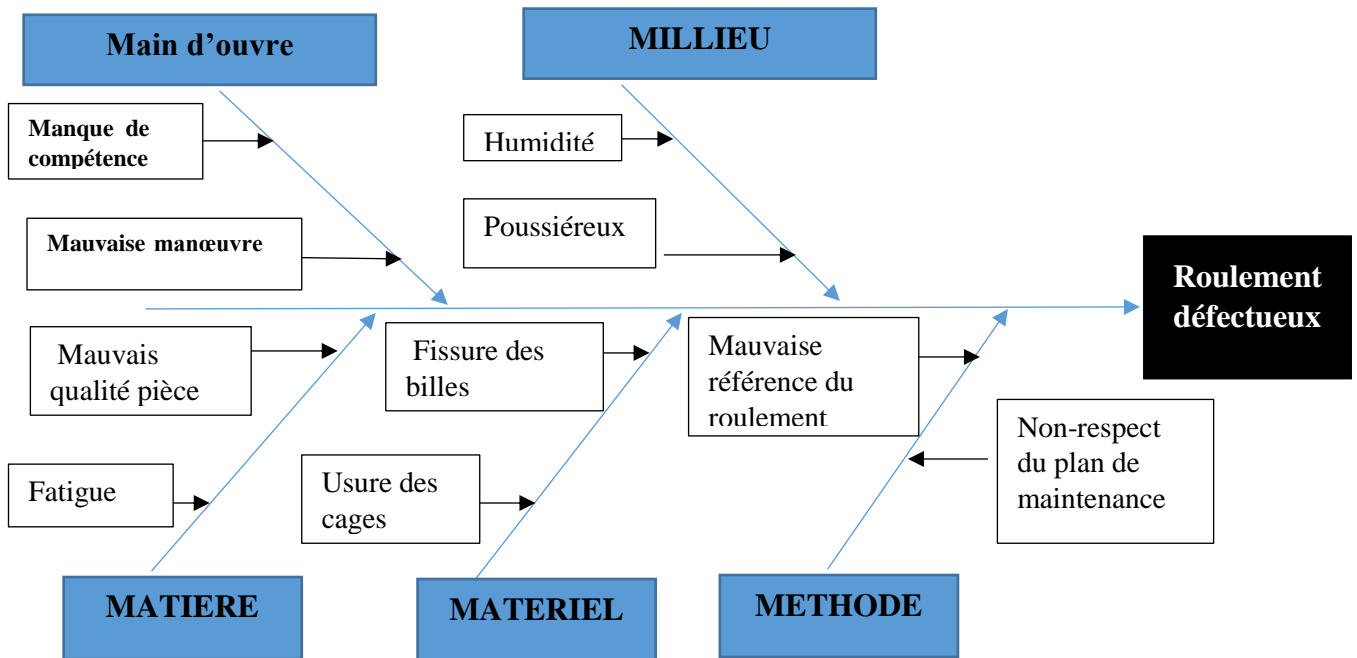 Main d’ouvre
MILLIEU
Manque de
compétence
Humidité
Mauvaise manœuvre
Poussiéreux
Roulement
défectueux
Mauvais
qualité pièce
Fissure des
billes
Mauvaise
référence du
roulement
Non-respect
du plan de
maintenance
Fatigue
Usure des
cages
MATIERE
MATERIEL
METHODE